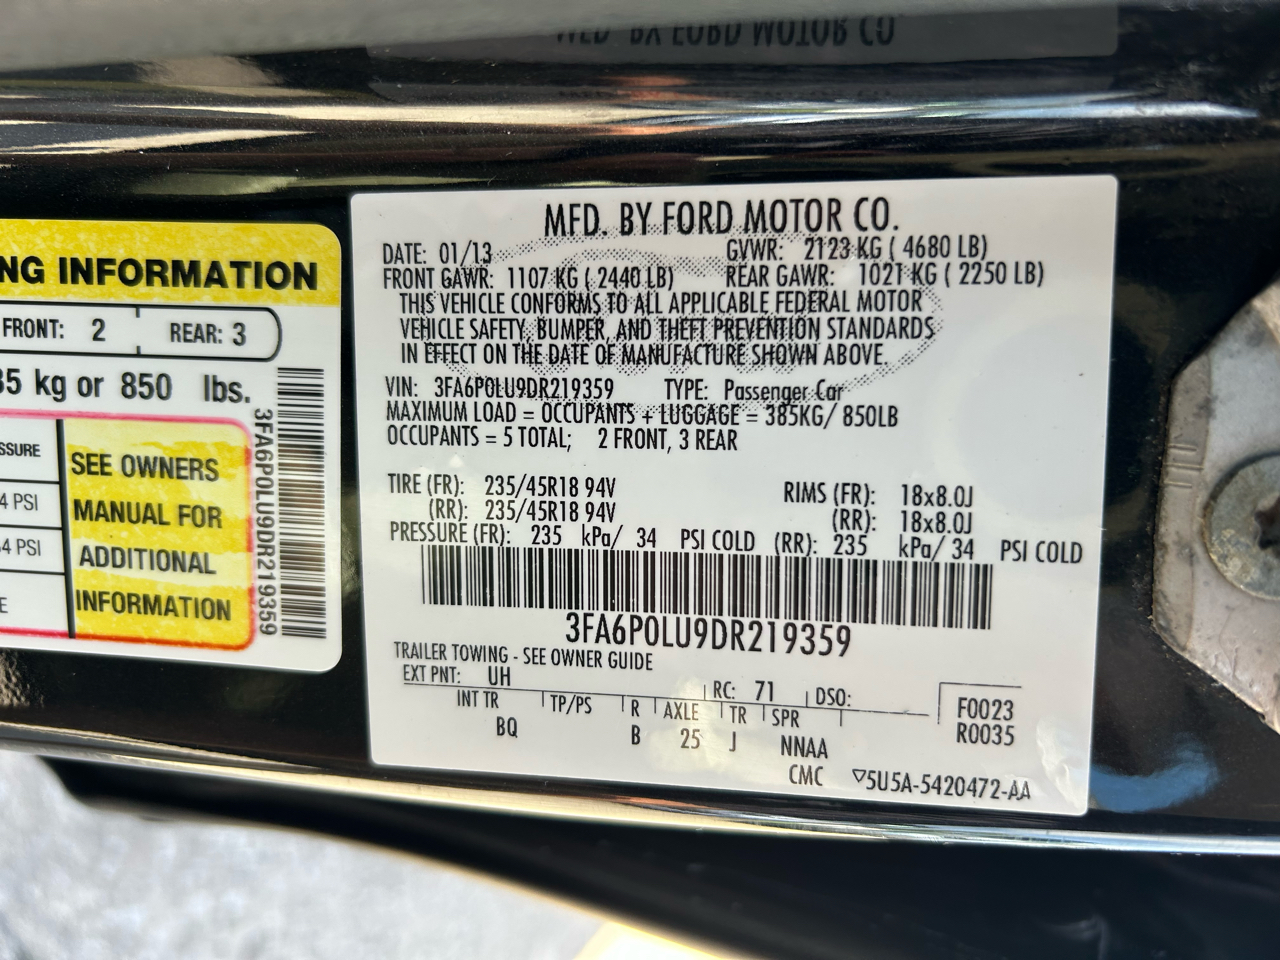 NG INFORMATION
FRONT: 2 REAR: 3
35 kg or 850 lbs.
SSURE
4 PSI
4 PSI
E
SEE OWNERS
MANUAL FOR
ADDITIONAL
INFORMATION
3FA6P0LU9DR219359
MFD. BY FORD MOTOR CO.
DATE: 01/13 GVWR: 2123 KG ( 4680 LB)
FRONT GAWR: 1107 KG ( 2440 LB) REAR GAWR: 1021 KG ( 2250 LB)
THIS VEHICLE CONFORMS TO ALL APPLICABLE FEDERAL MOTOR
VEHICLE SAFETY, BUMPER, AND THEFT PREVENTION STANDARDS
IN EFFECT ON THE DATE OF MANUFACTURE SHOWN ABOVE.
VIN: 3FA6P0LU9DR219359 TYPE: Passenger Car
MAXIMUM LOAD = OCCUPANTS + LUGGAGE = 385KG/ 850LB
OCCUPANTS = 5 TOTAL; 2 FRONT, 3 REAR
TIRE (FR): 235/45R18 94V RIMS (FR): 18x8.0J
(RR): 235/45R18 94V (RR): 18x8.0J
PRESSURE (FR): 235 kPa/ 34 PSI COLD (RR): 235 kPa/ 34 PSI COLD
3FA6P0LU9DR219359
TRAILER TOWING - SEE OWNER GUIDE
EXT PNT: UH RC: 71 DSO:
INT TR TP/PS R AXLE TR SPR F0023
BQ B 25 J NNAA R0035
CMC ▽5U5A-5420472-AA